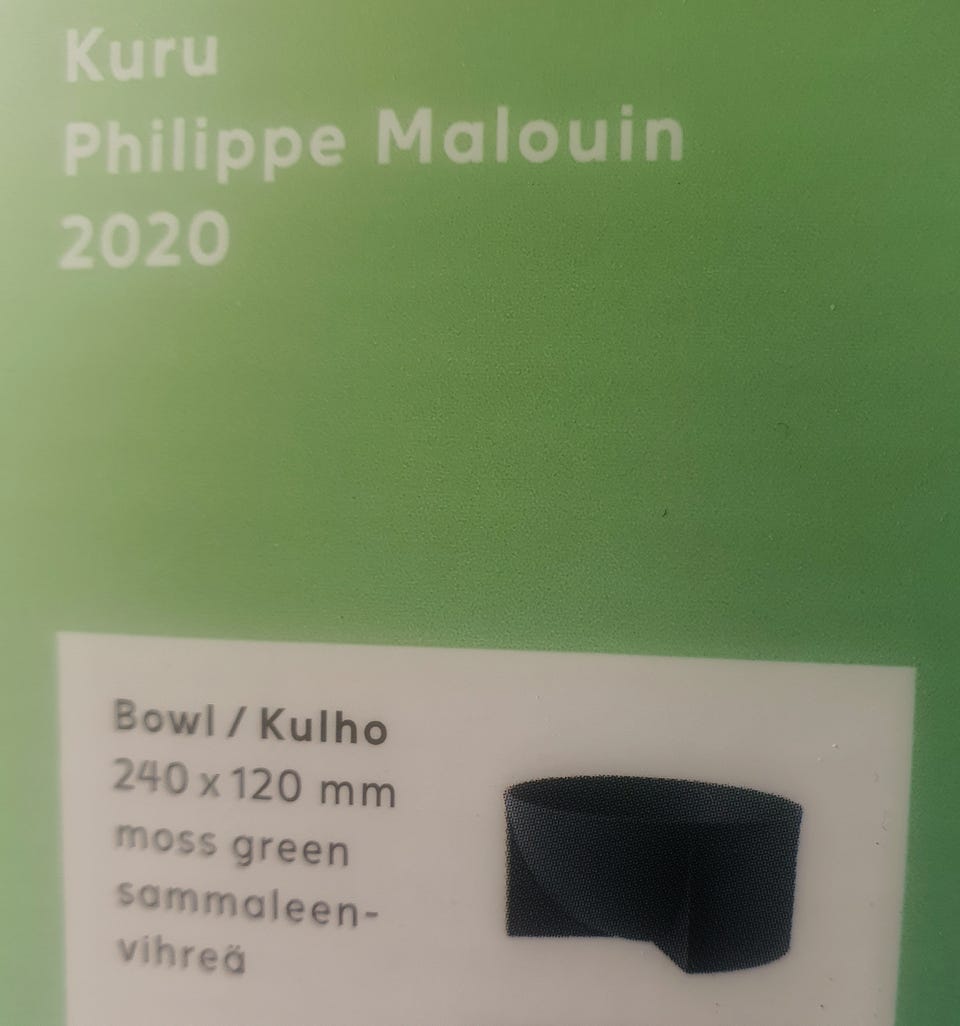 Kuru
Philippe Malouin
2020
Bowl / Kulho
240 x 120 mm
moss green
sammaleen-
vihreä